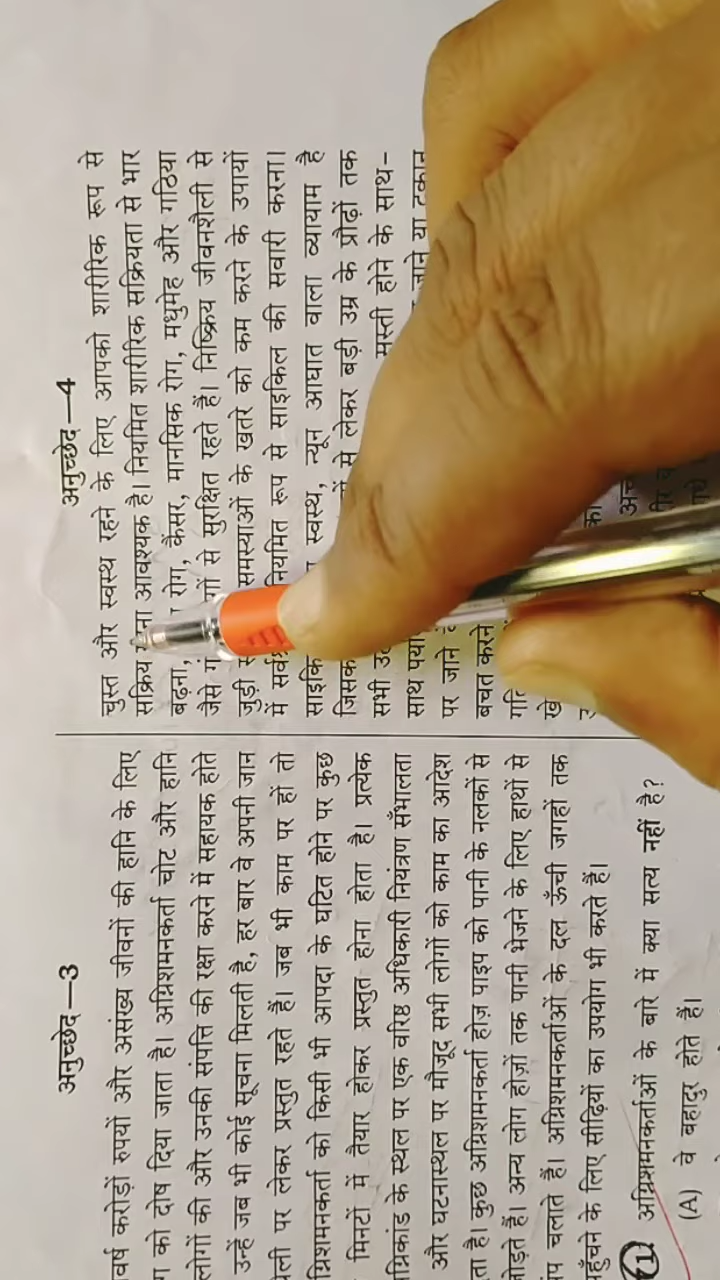 अनुच्छेद —3
वर्ष करोड़ों रुपयों और असंख्य जीवनों की हानि के लिए
ग को दोष दिया जाता है। अग्निशमनकर्ता चोट और हानि
लोगों की और उनकी संपत्ति की रक्षा करने में सहायक होते
उन्हें जब भी कोई सूचना मिलती है, हर बार वे अपनी जान
पर लेकर प्रस्तुत रहते हैं। जब भी काम पर हों तो
ग्निशमनकर्ता को किसी भी आपदा के घटित होने पर कुछ
मिनटों में तैयार होकर प्रस्तुत होना होता है। प्रत्येक
ग्निकांड के स्थल पर एक वरिष्ठ अधिकारी नियंत्रण सँभालता
और घटनास्थल पर मौजूद सभी लोगों को काम का आदेश
ता है। कुछ अग्निशमनकर्ता होज़ पाइप को पानी के नलकों से
जोड़ते हैं। अन्य लोग होज़ों तक पानी भेजने के लिए हाथों से
प चलाते हैं। अग्निशमनकर्ताओं के दल ऊँची जगहों तक
हुँचने के लिए सीढ़ियों का उपयोग भी करते हैं।
अग्निशमनकर्ताओं के बारे में क्या सत्य नहीं है?
(A) वे बहादुर होते हैं।
अनुच्छेद —4
चुस्त और स्वस्थ रहने के लिए आपको शारीरिक रूप से
सक्रिय आवश्यक है। नियमित शारीरिक सक्रियता से भार
बढ़ना, रोग, कैंसर, मानसिक रोग, मधुमेह और गठिया
जैसे से सुरक्षित रहते हैं। निष्क्रिय जीवनशैली से
जुड़ी समस्याओं के खतरे को कम करने के उपायों
में नियमित रूप से साइकिल की सवारी करना।
स्वस्थ, न्यून आघात वाला व्यायाम है
से लेकर बड़ी उम्र के प्रौढ़ों तक
सभी मस्ती होने के साथ-
साथ जाने या
पर जाने
बचत करने